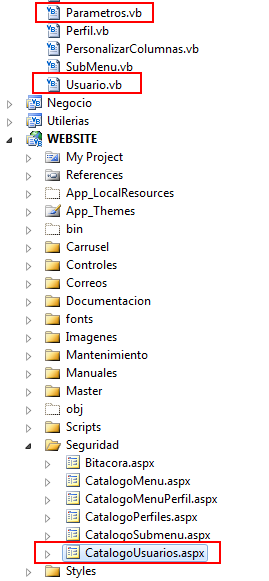 Parametros.vb
Perfil.vb
PersonalizarColumnas.vb
SubMenu.vb
Usuario.vb
Negocio
Utilerias
WEBSITE
My Project
References
App_LocalResources
App_Themes
bin
Carrusel
Controles
Correos
Documentacion
fonts
Imagenes
Mantenimiento
Manuales
Master
obj
Scripts
Seguridad
Bitacora.aspx
CatalogoMenu.aspx
CatalogoMenuPerfil.aspx
CatalogoPerfiles.aspx
CatalogoSubmenu.aspx
CatalogoUsuarios.aspx
Styles